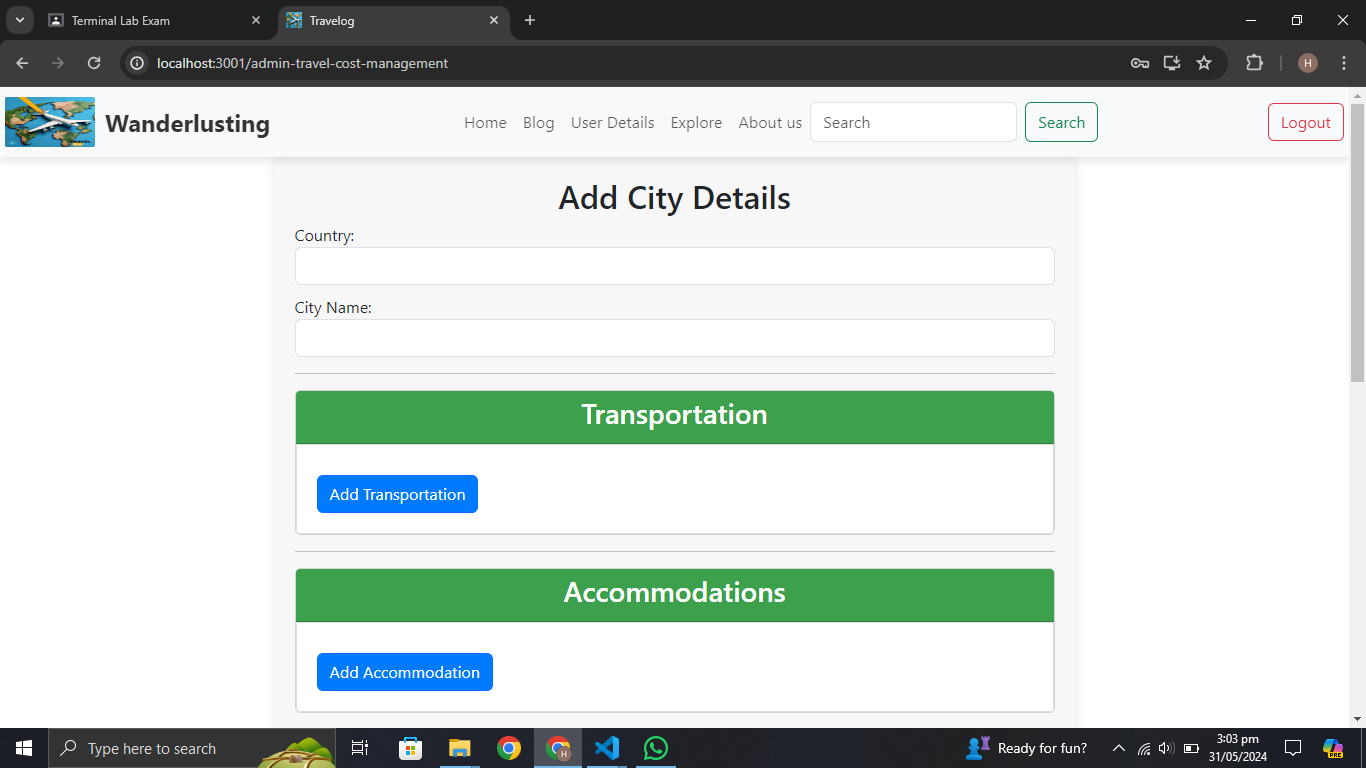 Terminal Lab Exam
Travelog
localhost:3001/admin-travel-cost-management
H
Wanderlusting
Home Blog User Details Explore About us Search Search Logout
Add City Details
Country:
City Name:
Transportation
Add Transportation
Accommodations
Add Accommodation
Type here to search
H
Ready for fun?
3:03 pm
31/05/2024
PRE